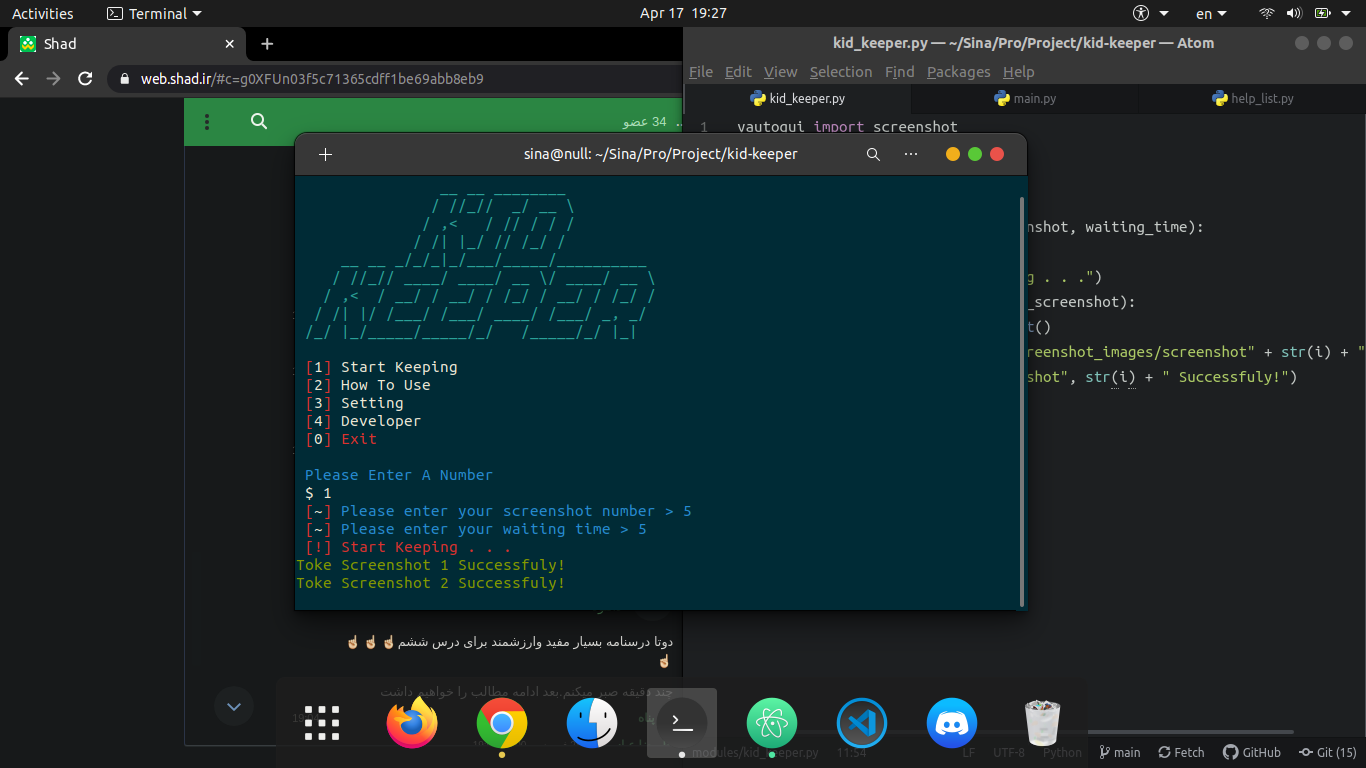 Activities
Terminal
Apr 17 19:27
en
Shad
web.shad.ir/#c=g0XFUn03f5c71365cdff1be69abb8eb9
34 عضو
kid_keeper.py — ~/Sina/Pro/Project/kid-keeper — Atom
File Edit View Selection Find Packages Help
kid_keeper.py
main.py
help_list.py
1 yautogui import screenshot
nshot, waiting_time):
g . . .")
_screenshot):
t()
reenshot_images/screenshot" + str(i) + "
shot", str(i) + " Successfuly!")
sina@null: ~/Sina/Pro/Project/kid-keeper
KID
KEEPER
[1] Start Keeping
[2] How To Use
[3] Setting
[4] Developer
[0] Exit
Please Enter A Number
$ 1
[~] Please enter your screenshot number > 5
[~] Please enter your waiting time > 5
[!] Start Keeping . . .
Toke Screenshot 1 Successfuly!
Toke Screenshot 2 Successfuly!
دوتا درسنامه بسیار مفید وارزشمند برای درس ششم☝🏻☝🏻☝🏻
☝🏻
چند دقیقه صبر میکنم.بعد ادامه مطالب را خواهیم داشت
modules/kid_keeper.py 11:54
LF UTF-8 Python
main
Fetch
GitHub
Git (15)